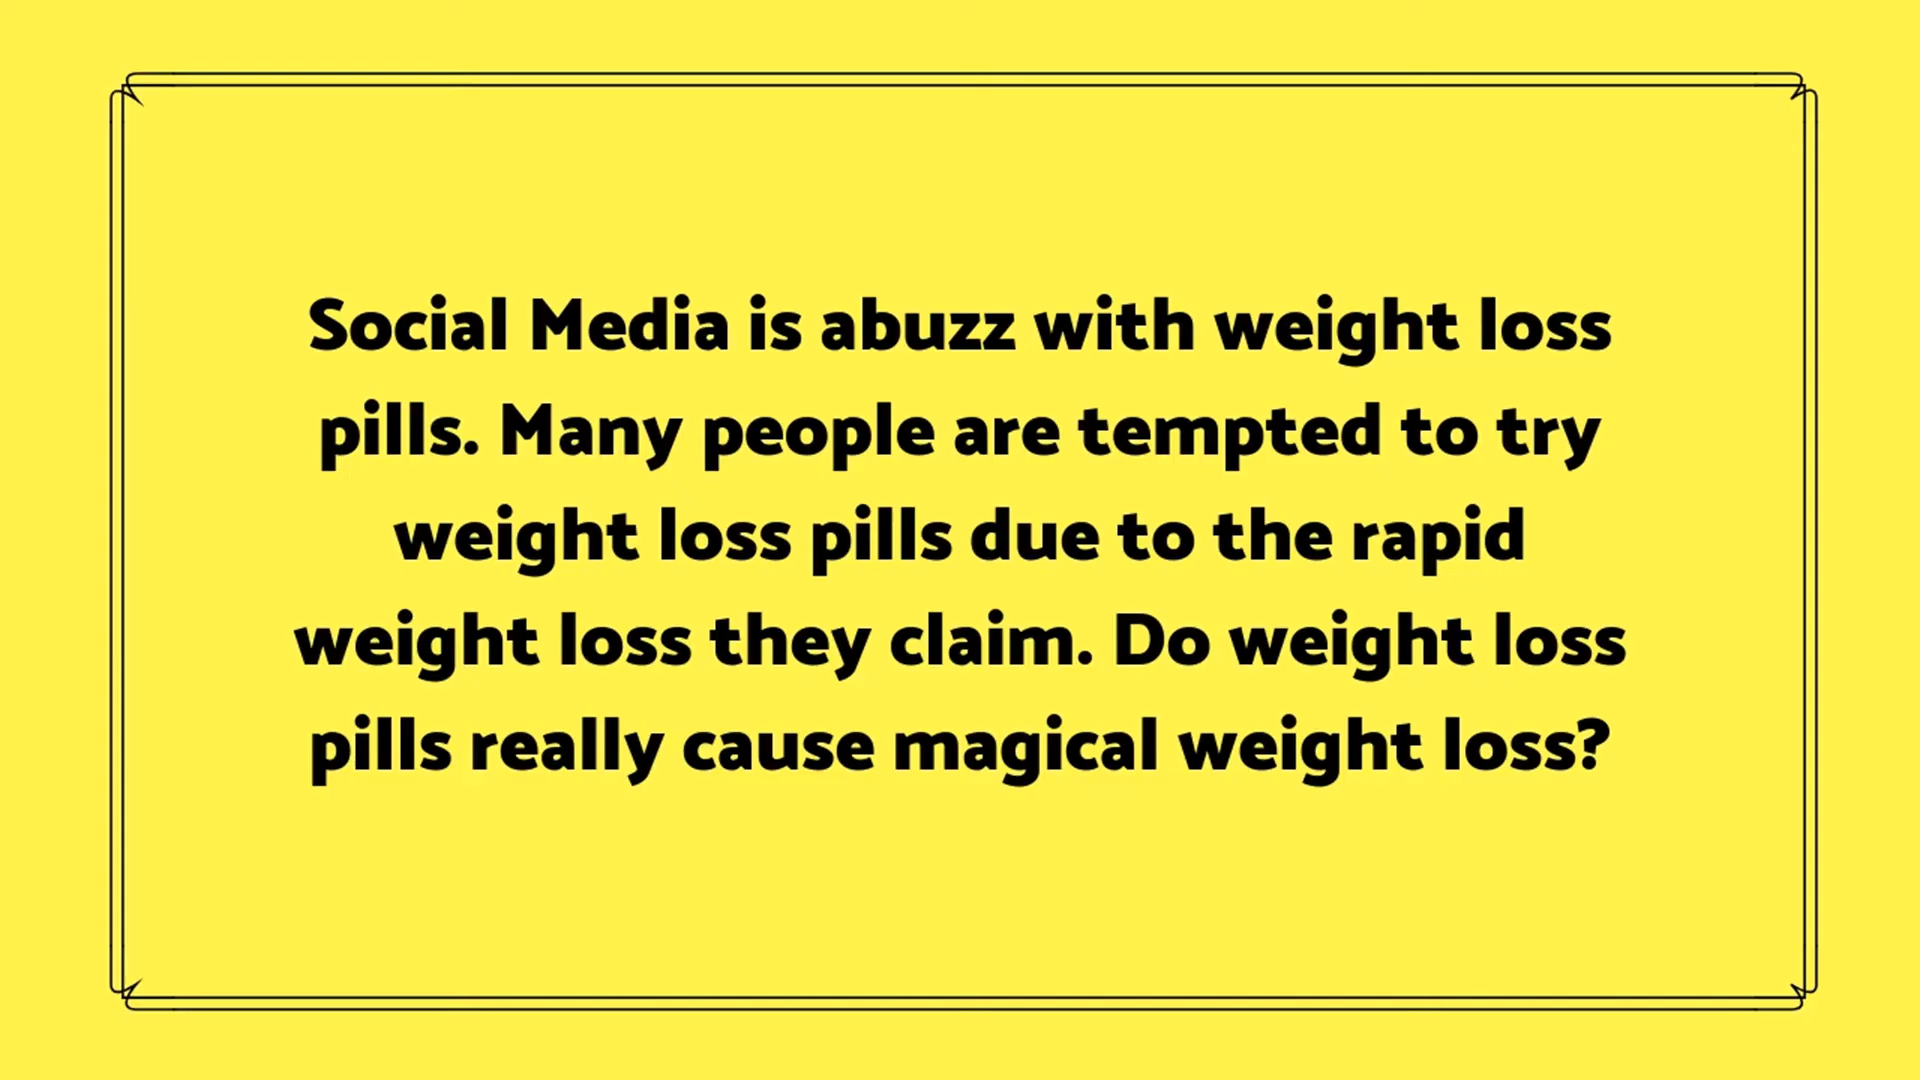 Social Media is abuzz with weight loss
pills. Many people are tempted to try
weight loss pills due to the rapid
weight loss they claim. Do weight loss
pills really cause magical weight loss?